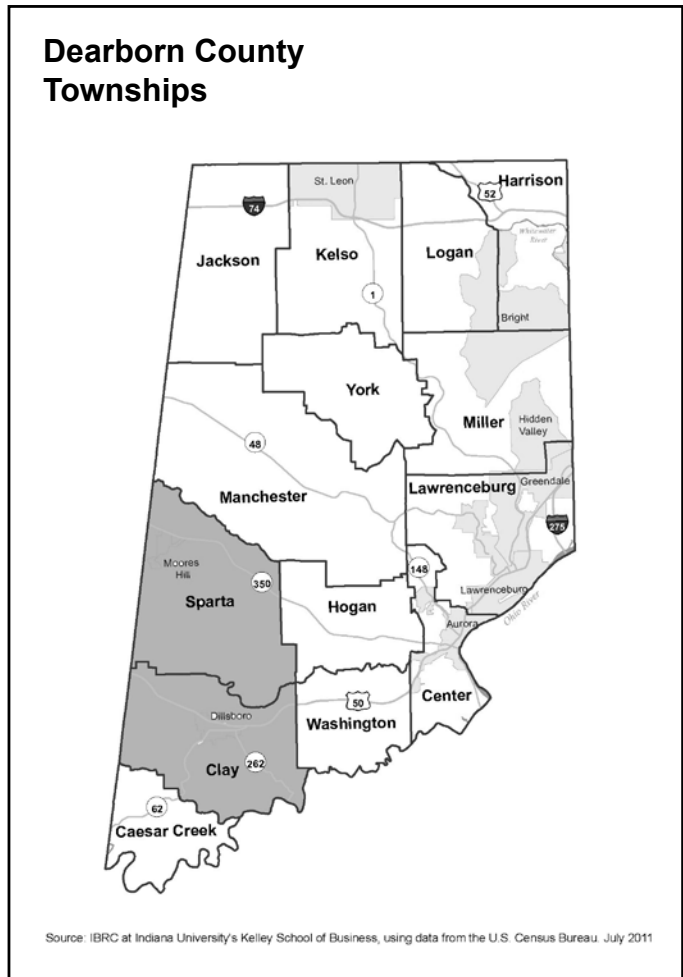 Dearborn County
Townships
St. Leon
Harrison
52
74
Whitewater
River
Jackson
Kelso
Logan
1
Bright
York
Miller
Hidden
Valley
48
Manchester
Lawrenceburg
Greendale
275
Moores
Hill
350
148
Sparta
Hogan
Lawrenceburg
Ohio River
Aurora
Center
50
Washington
Dillsboro
Clay
262
62
Caesar Creek
Source: IBRC at Indiana University's Kelley School of Business, using data from the U.S. Census Bureau. July 2011